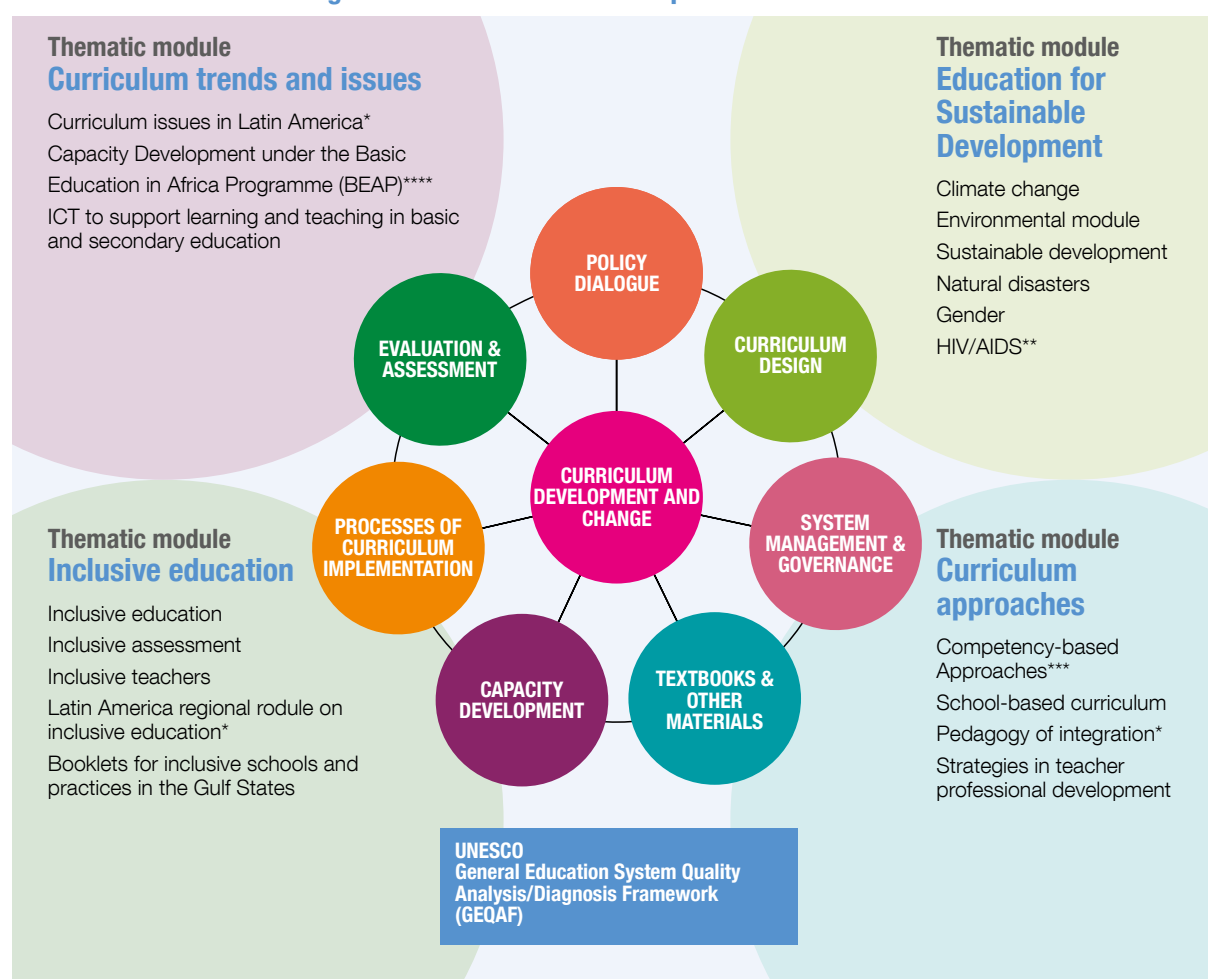 Thematic module
Curriculum trends and issues
Curriculum issues in Latin America*
Capacity Development under the Basic
Education in Africa Programme (BEAP)****
ICT to support learning and teaching in basic
and secondary education
Thematic module
Education for
Sustainable
Development
Climate change
Environmental module
Sustainable development
Natural disasters
Gender
HIV/AIDS**
POLICY
DIALOGUE
EVALUATION &
ASSESSMENT
CURRICULUM
DESIGN
CURRICULUM
DEVELOPMENT AND
CHANGE
PROCESSES OF
CURRICULUM
IMPLEMENTATION
SYSTEM
MANAGEMENT &
GOVERNANCE
CAPACITY
DEVELOPMENT
TEXTBOOKS &
OTHER
MATERIALS
Thematic module
Inclusive education
Inclusive education
Inclusive assessment
Inclusive teachers
Latin America regional rodule on
inclusive education*
Booklets for inclusive schools and
practices in the Gulf States
Thematic module
Curriculum
approaches
Competency-based
Approaches***
School-based curriculum
Pedagogy of integration*
Strategies in teacher
professional development
UNESCO
General Education System Quality
Analysis/Diagnosis Framework
(GEQAF)